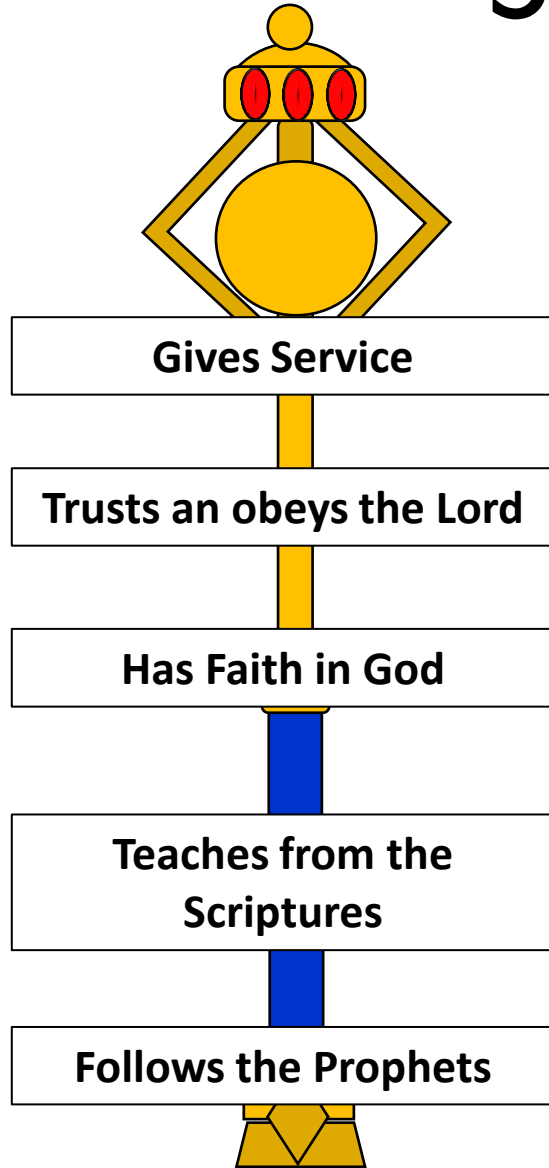 Gives Service
Trusts an obeys the Lord
Has Faith in God
Teaches from the
Scriptures
Follows the Prophets